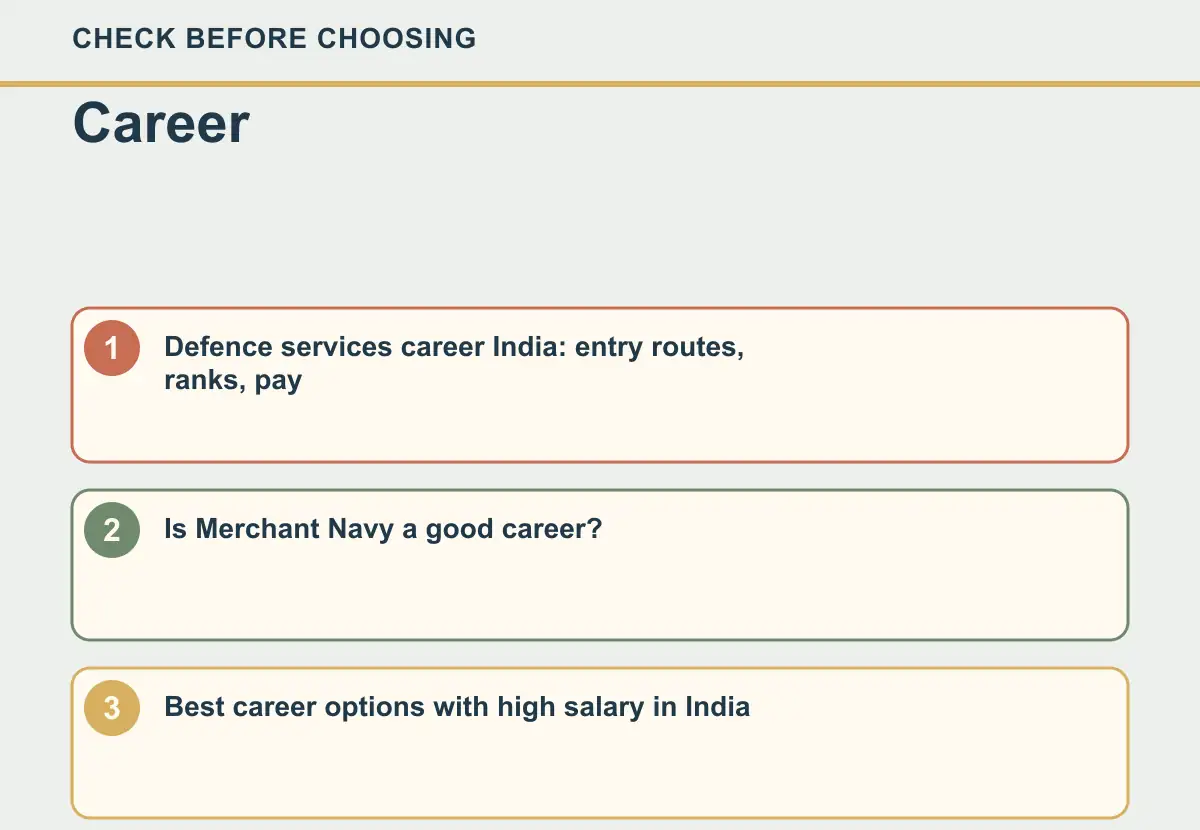 CHECK BEFORE CHOOSING
Career
1
Defence services career India: entry routes,
ranks, pay
2
Is Merchant Navy a good career?
3
Best career options with high salary in India